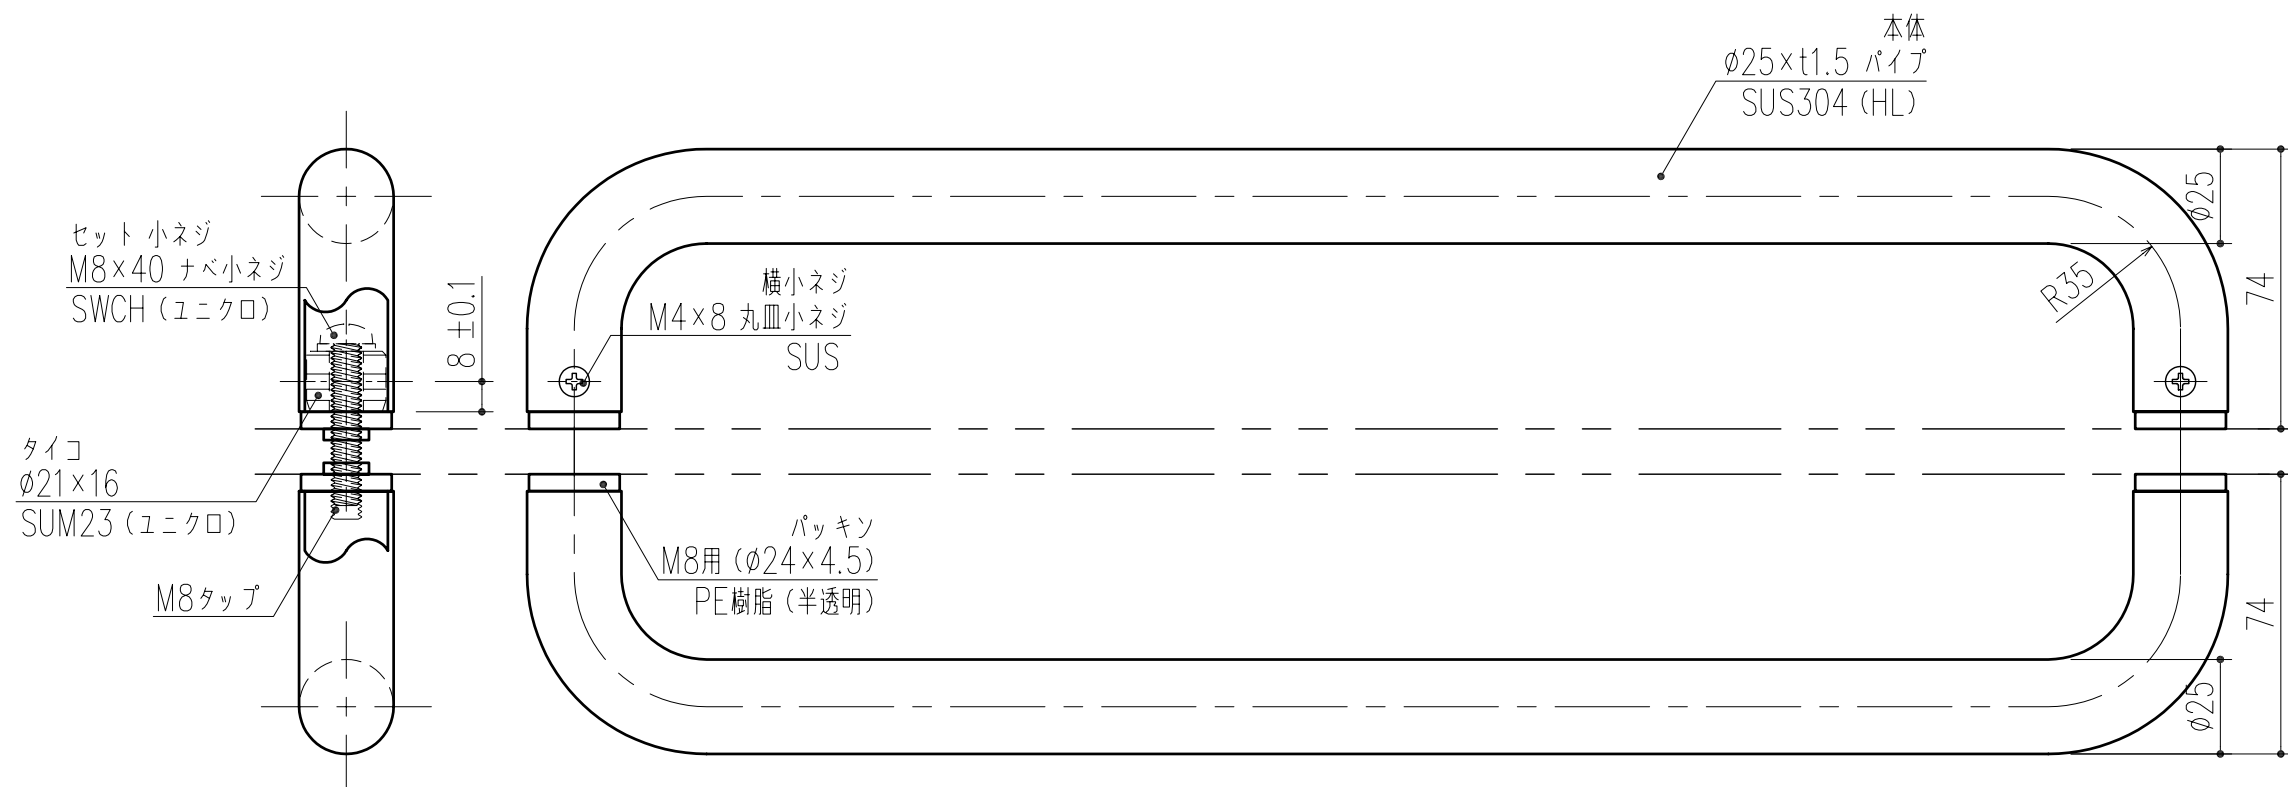 本体
φ25×t1.5 パイプ
SUS304 (HL)
φ25
74
R35
セット小ネジ
M8×40 ナベ小ネジ
SWCH (ユニクロ)
8±0.1
横小ネジ
M4×8 丸皿小ネジ
SUS
タイコ
φ21×16
SUM23 (ユニクロ)
M8タップ
パッキン
M8用 (φ24×4.5)
PE樹脂 (半透明)
74
φ25